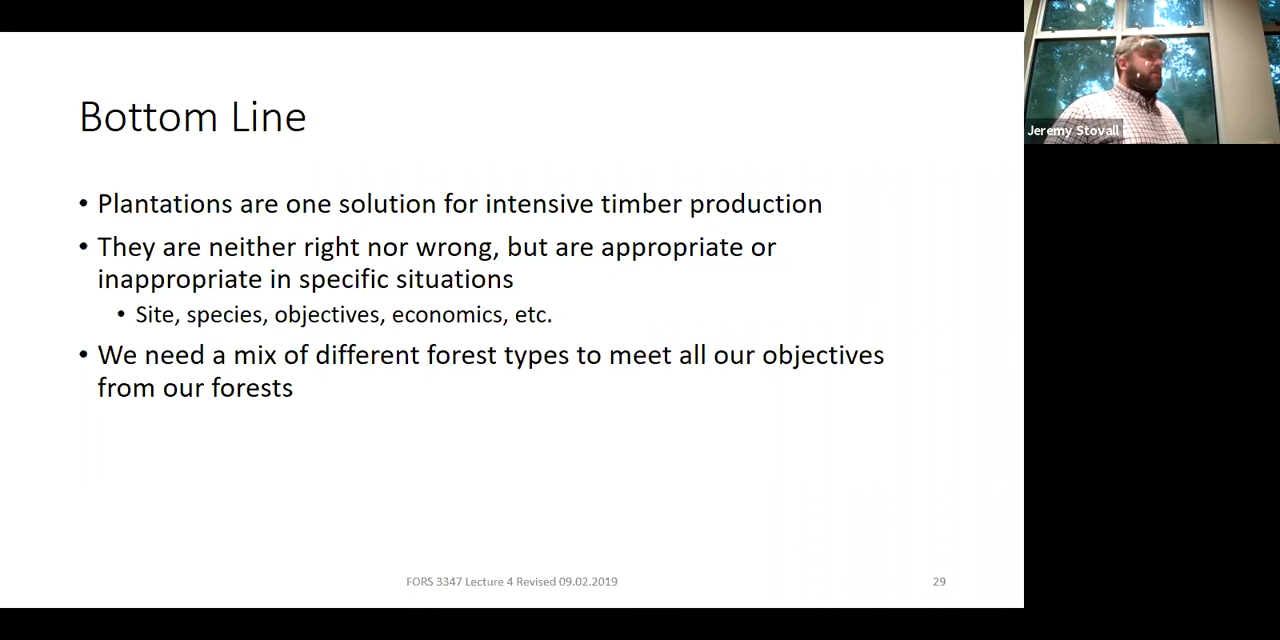 Bottom Line
• Plantations are one solution for intensive timber production
• They are neither right nor wrong, but are appropriate or
inappropriate in specific situations
• Site, species, objectives, economics, etc.
• We need a mix of different forest types to meet all our objectives
from our forests
FORS 3347 Lecture 4 Revised 09.02.2019
29
Jeremy Stovall